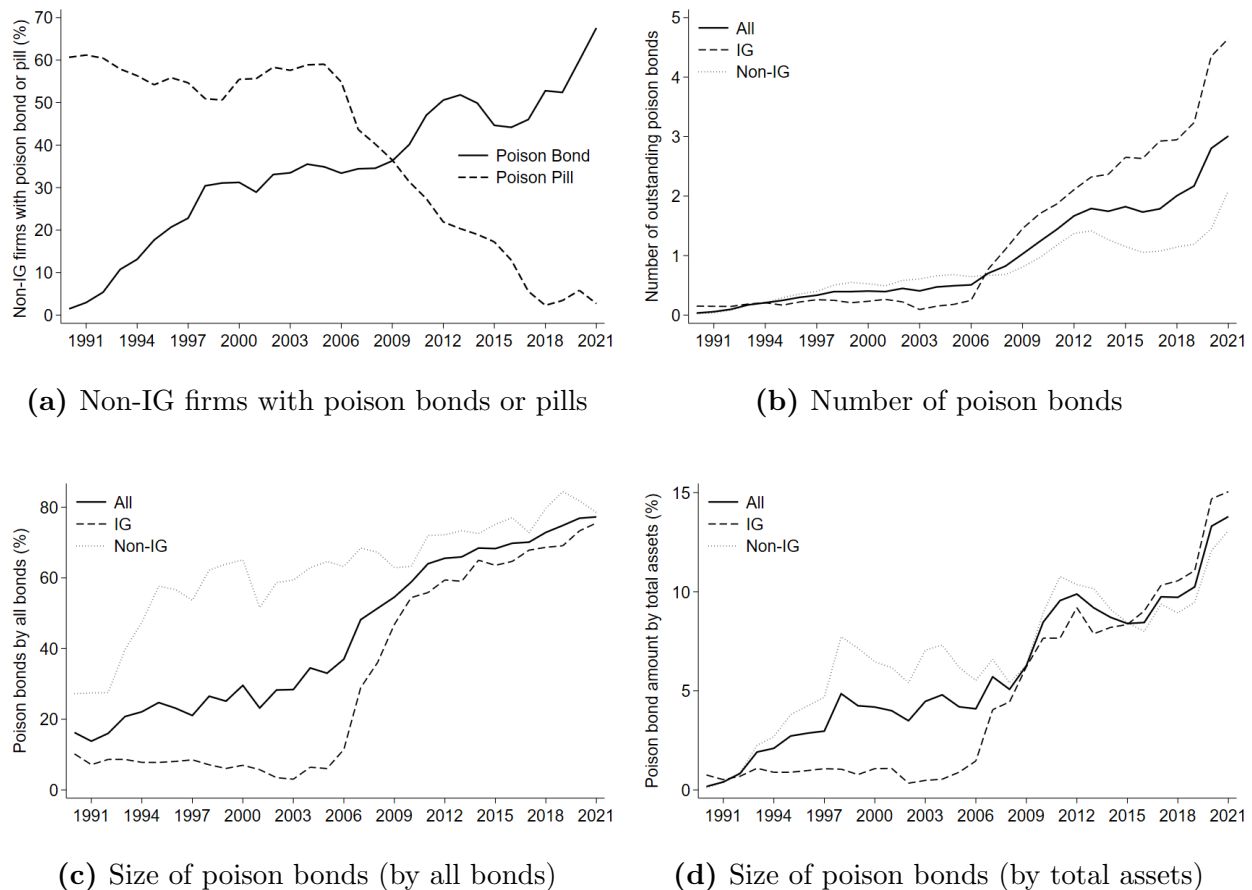 Non-IG firms with poison bond or pill (%)
70
60
50
40
30
20
10
0
Poison Bond
Poison Pill
1991 1994 1997 2000 2003 2006 2009 2012 2015 2018 2021
(a) Non-IG firms with poison bonds or pills
Number of outstanding poison bonds
5
4
3
2
1
0
All
IG
Non-IG
1991 1994 1997 2000 2003 2006 2009 2012 2015 2018 2021
(b) Number of poison bonds
Poison bonds by all bonds (%)
80
60
40
20
0
All
IG
Non-IG
1991 1994 1997 2000 2003 2006 2009 2012 2015 2018 2021
(c) Size of poison bonds (by all bonds)
Poison bond amount by total assets (%)
15
10
5
0
All
IG
Non-IG
1991 1994 1997 2000 2003 2006 2009 2012 2015 2018 2021
(d) Size of poison bonds (by total assets)